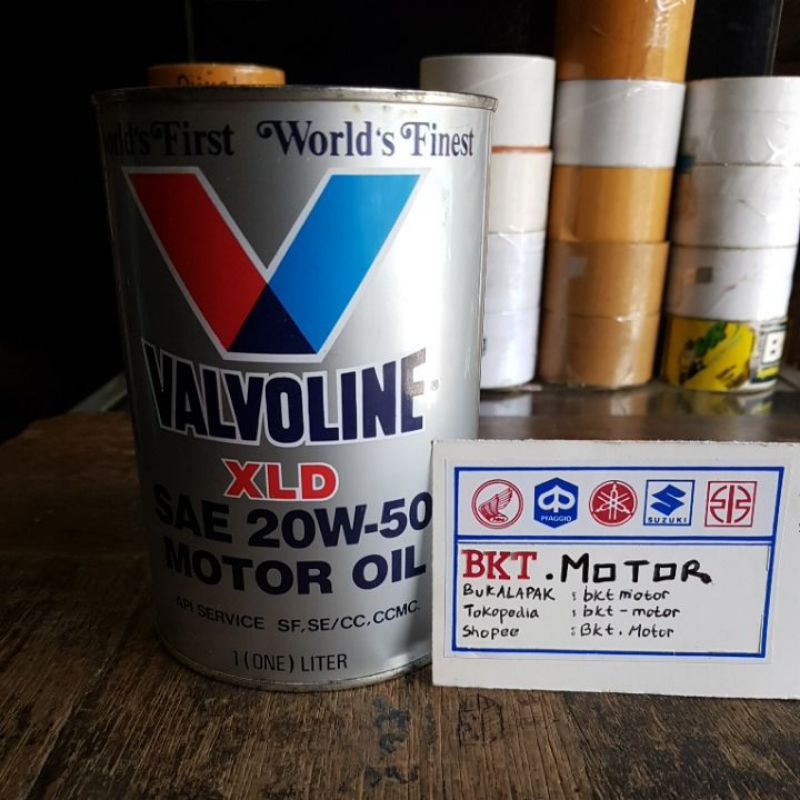 World's First World's Finest
VALVOLINE
XLD
SAE 20W-50
MOTOR OIL
API SERVICE SF,SE/CC,CCMC.
1(ONE) LITER
PIAGGIO
SUZUKI
BKT.MOTOR
BUKALAPAK : bkt motor
Tokopedia : bkt-motor
Shopee : Bkt.Motor
B